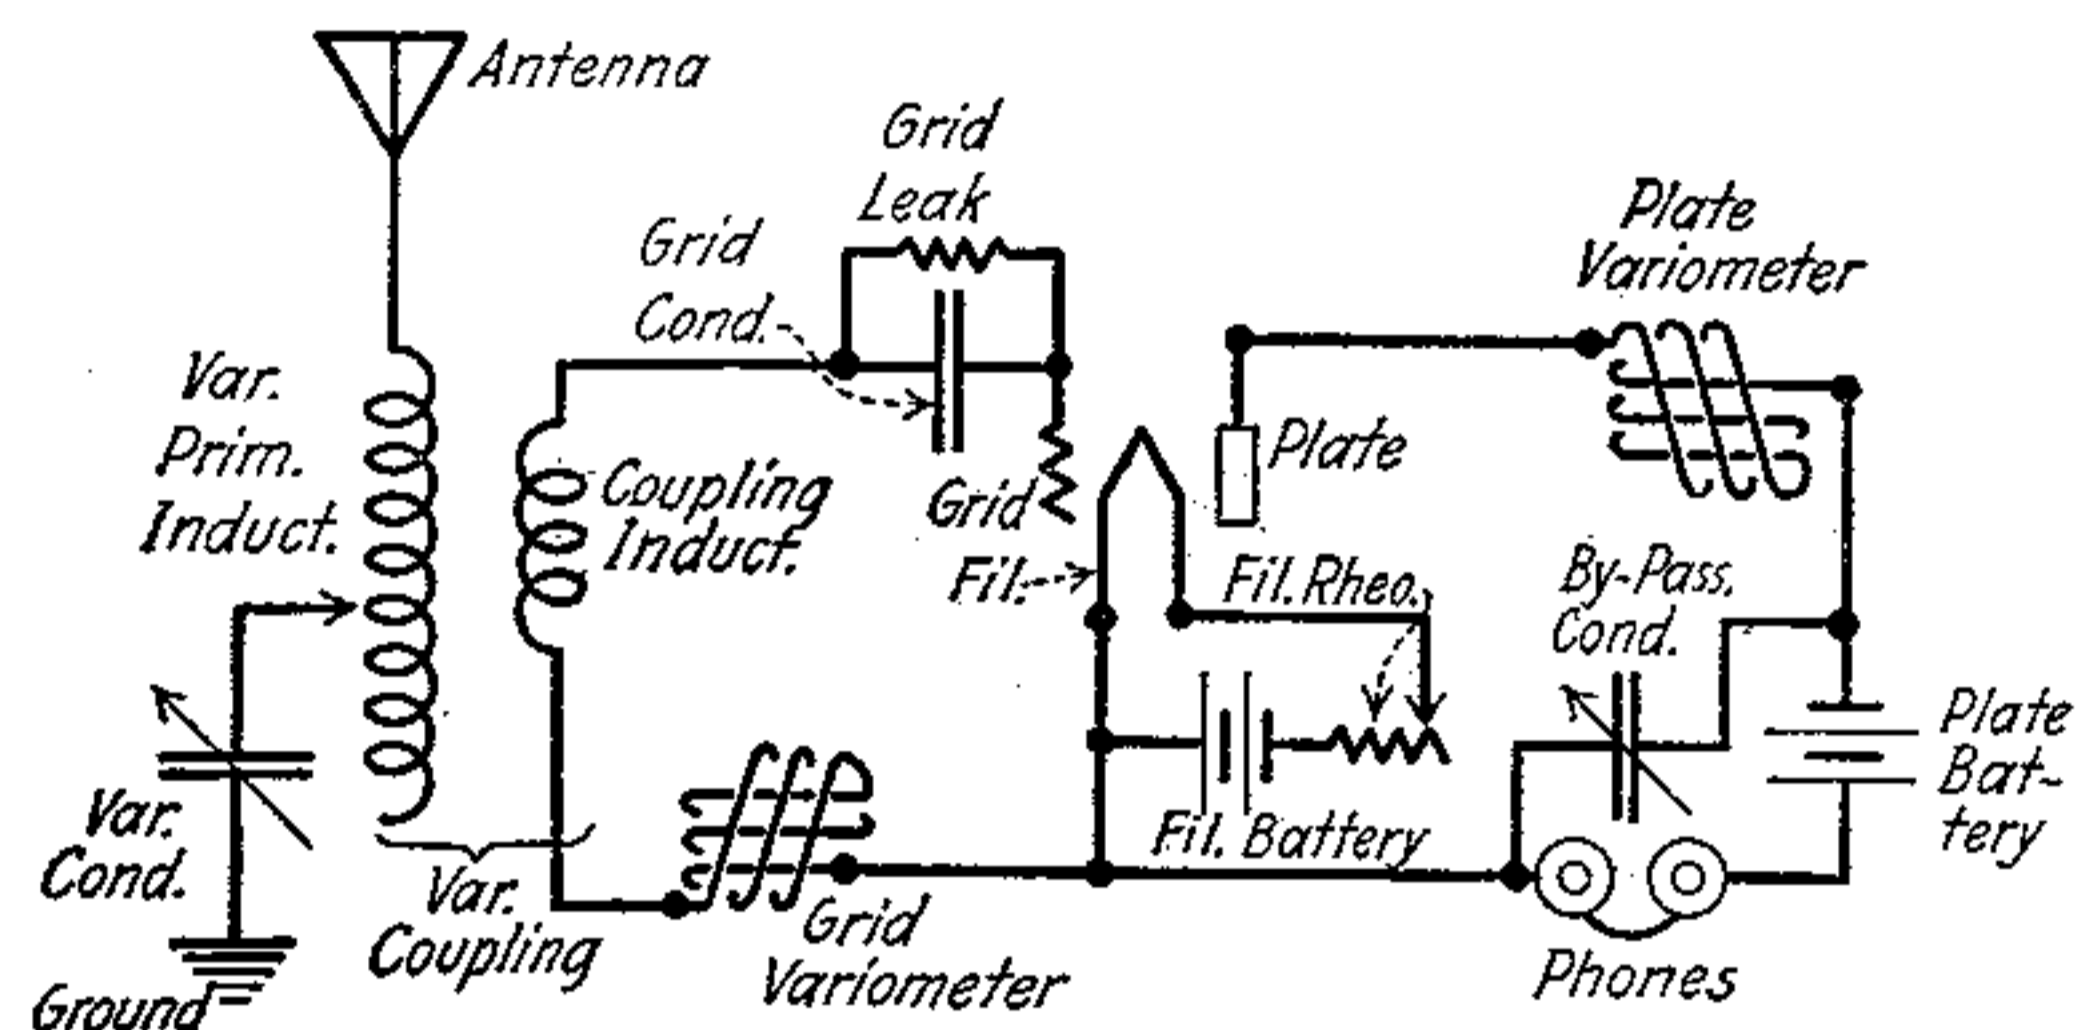 Antenna
Grid
Leak
Grid
Cond.
Plate
Variometer
Var.
Prim.
Induct.
Coupling
Induct.
Grid
Plate
Fil.
Fil. Rheo.
By-Pass.
Cond.
Plate
Bat-
tery
Fil. Battery
Var.
Cond.
Var.
Coupling
Grid
Variometer
Phones
Ground